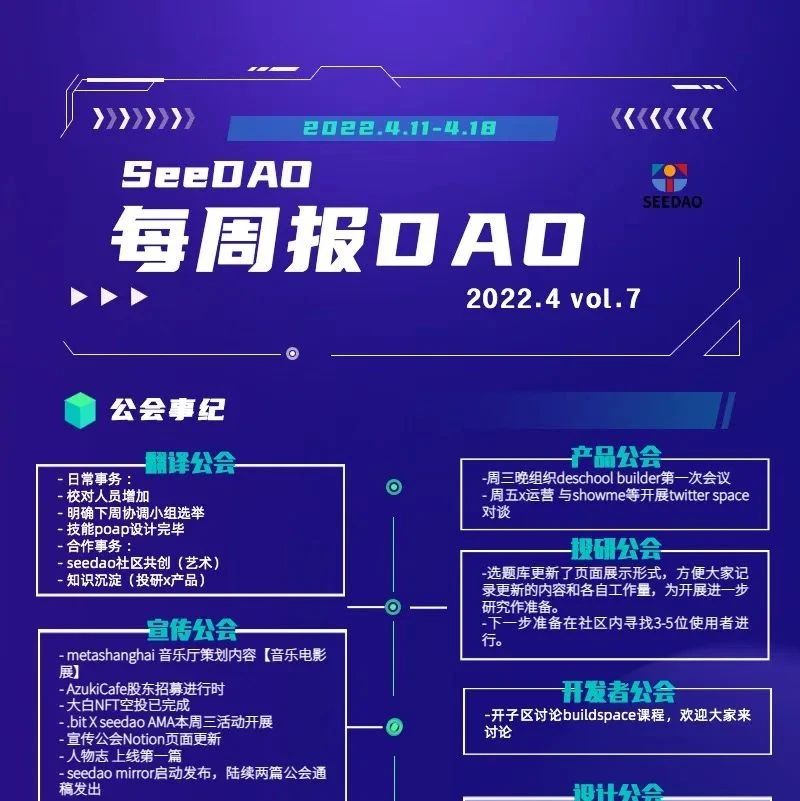 2022.4.11-4.18
SeeDAO
SEEDAO
每周报DAO
2022.4 vol.7
公会事纪
翻译公会
- 日常事务：
- 校对人员增加
- 明确下周协调小组选举
- 技能poap设计完毕
- 合作事务：
- seedao社区共创（艺术）
- 知识沉淀（投研x产品）
宣传公会
- metashanghai 音乐厅策划内容【音乐电影
展】
- AzukiCafe股东招募进行时
- 大白NFT空投已完成
- .bit X seedao AMA本周三活动开展
- 宣传公会Notion页面更新
- 人物志 上线第一篇
- seedao mirror启动发布，陆续两篇公会通
稿发出
产品公会
-周三晚组织deschool builder第一次会议
- 周五x运营 与showme等开展twitter space
对谈
投研公会
-选题库更新了页面展示形式，方便大家记
录更新的内容和各自工作量，为开展进一步
研究作准备。
-下一步准备在社区内寻找3-5位使用者进
行。
开发者公会
-开子区讨论buildspace课程，欢迎大家来
讨论
设计公会